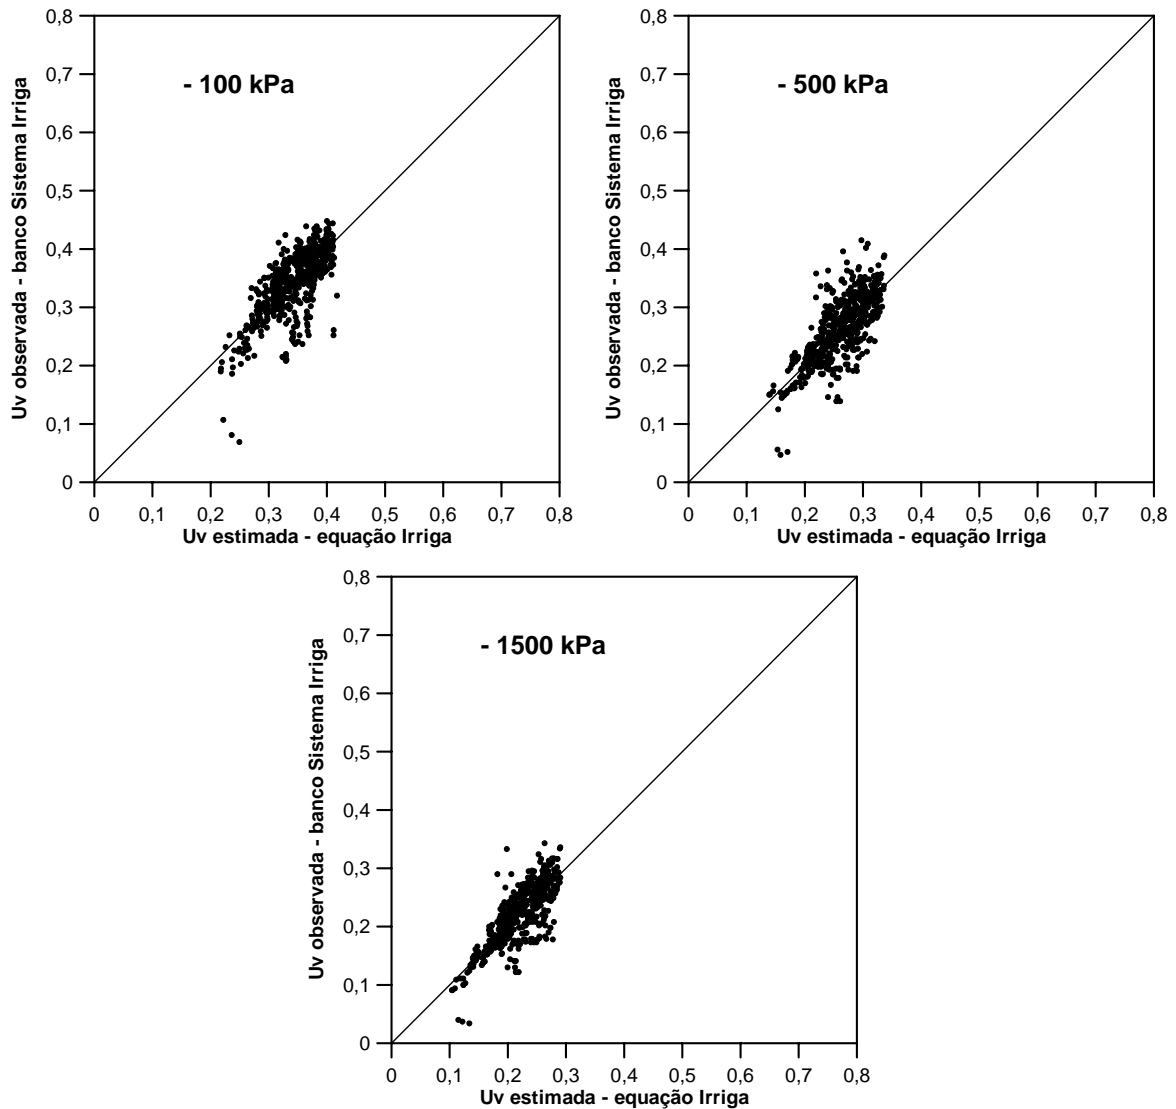 - 100 kPa
Uv observada - banco Sistema Irriga
0,8
0,7
0,6
0,5
0,4
0,3
0,2
0,1
0
0 0,1 0,2 0,3 0,4 0,5 0,6 0,7 0,8
Uv estimada - equação Irriga
- 500 kPa
Uv observada - banco Sistema Irriga
0,8
0,7
0,6
0,5
0,4
0,3
0,2
0,1
0
0 0,1 0,2 0,3 0,4 0,5 0,6 0,7 0,8
Uv estimada - equação Irriga
- 1500 kPa
Uv observada - banco Sistema Irriga
0,8
0,7
0,6
0,5
0,4
0,3
0,2
0,1
0
0 0,1 0,2 0,3 0,4 0,5 0,6 0,7 0,8
Uv estimada - equação Irriga